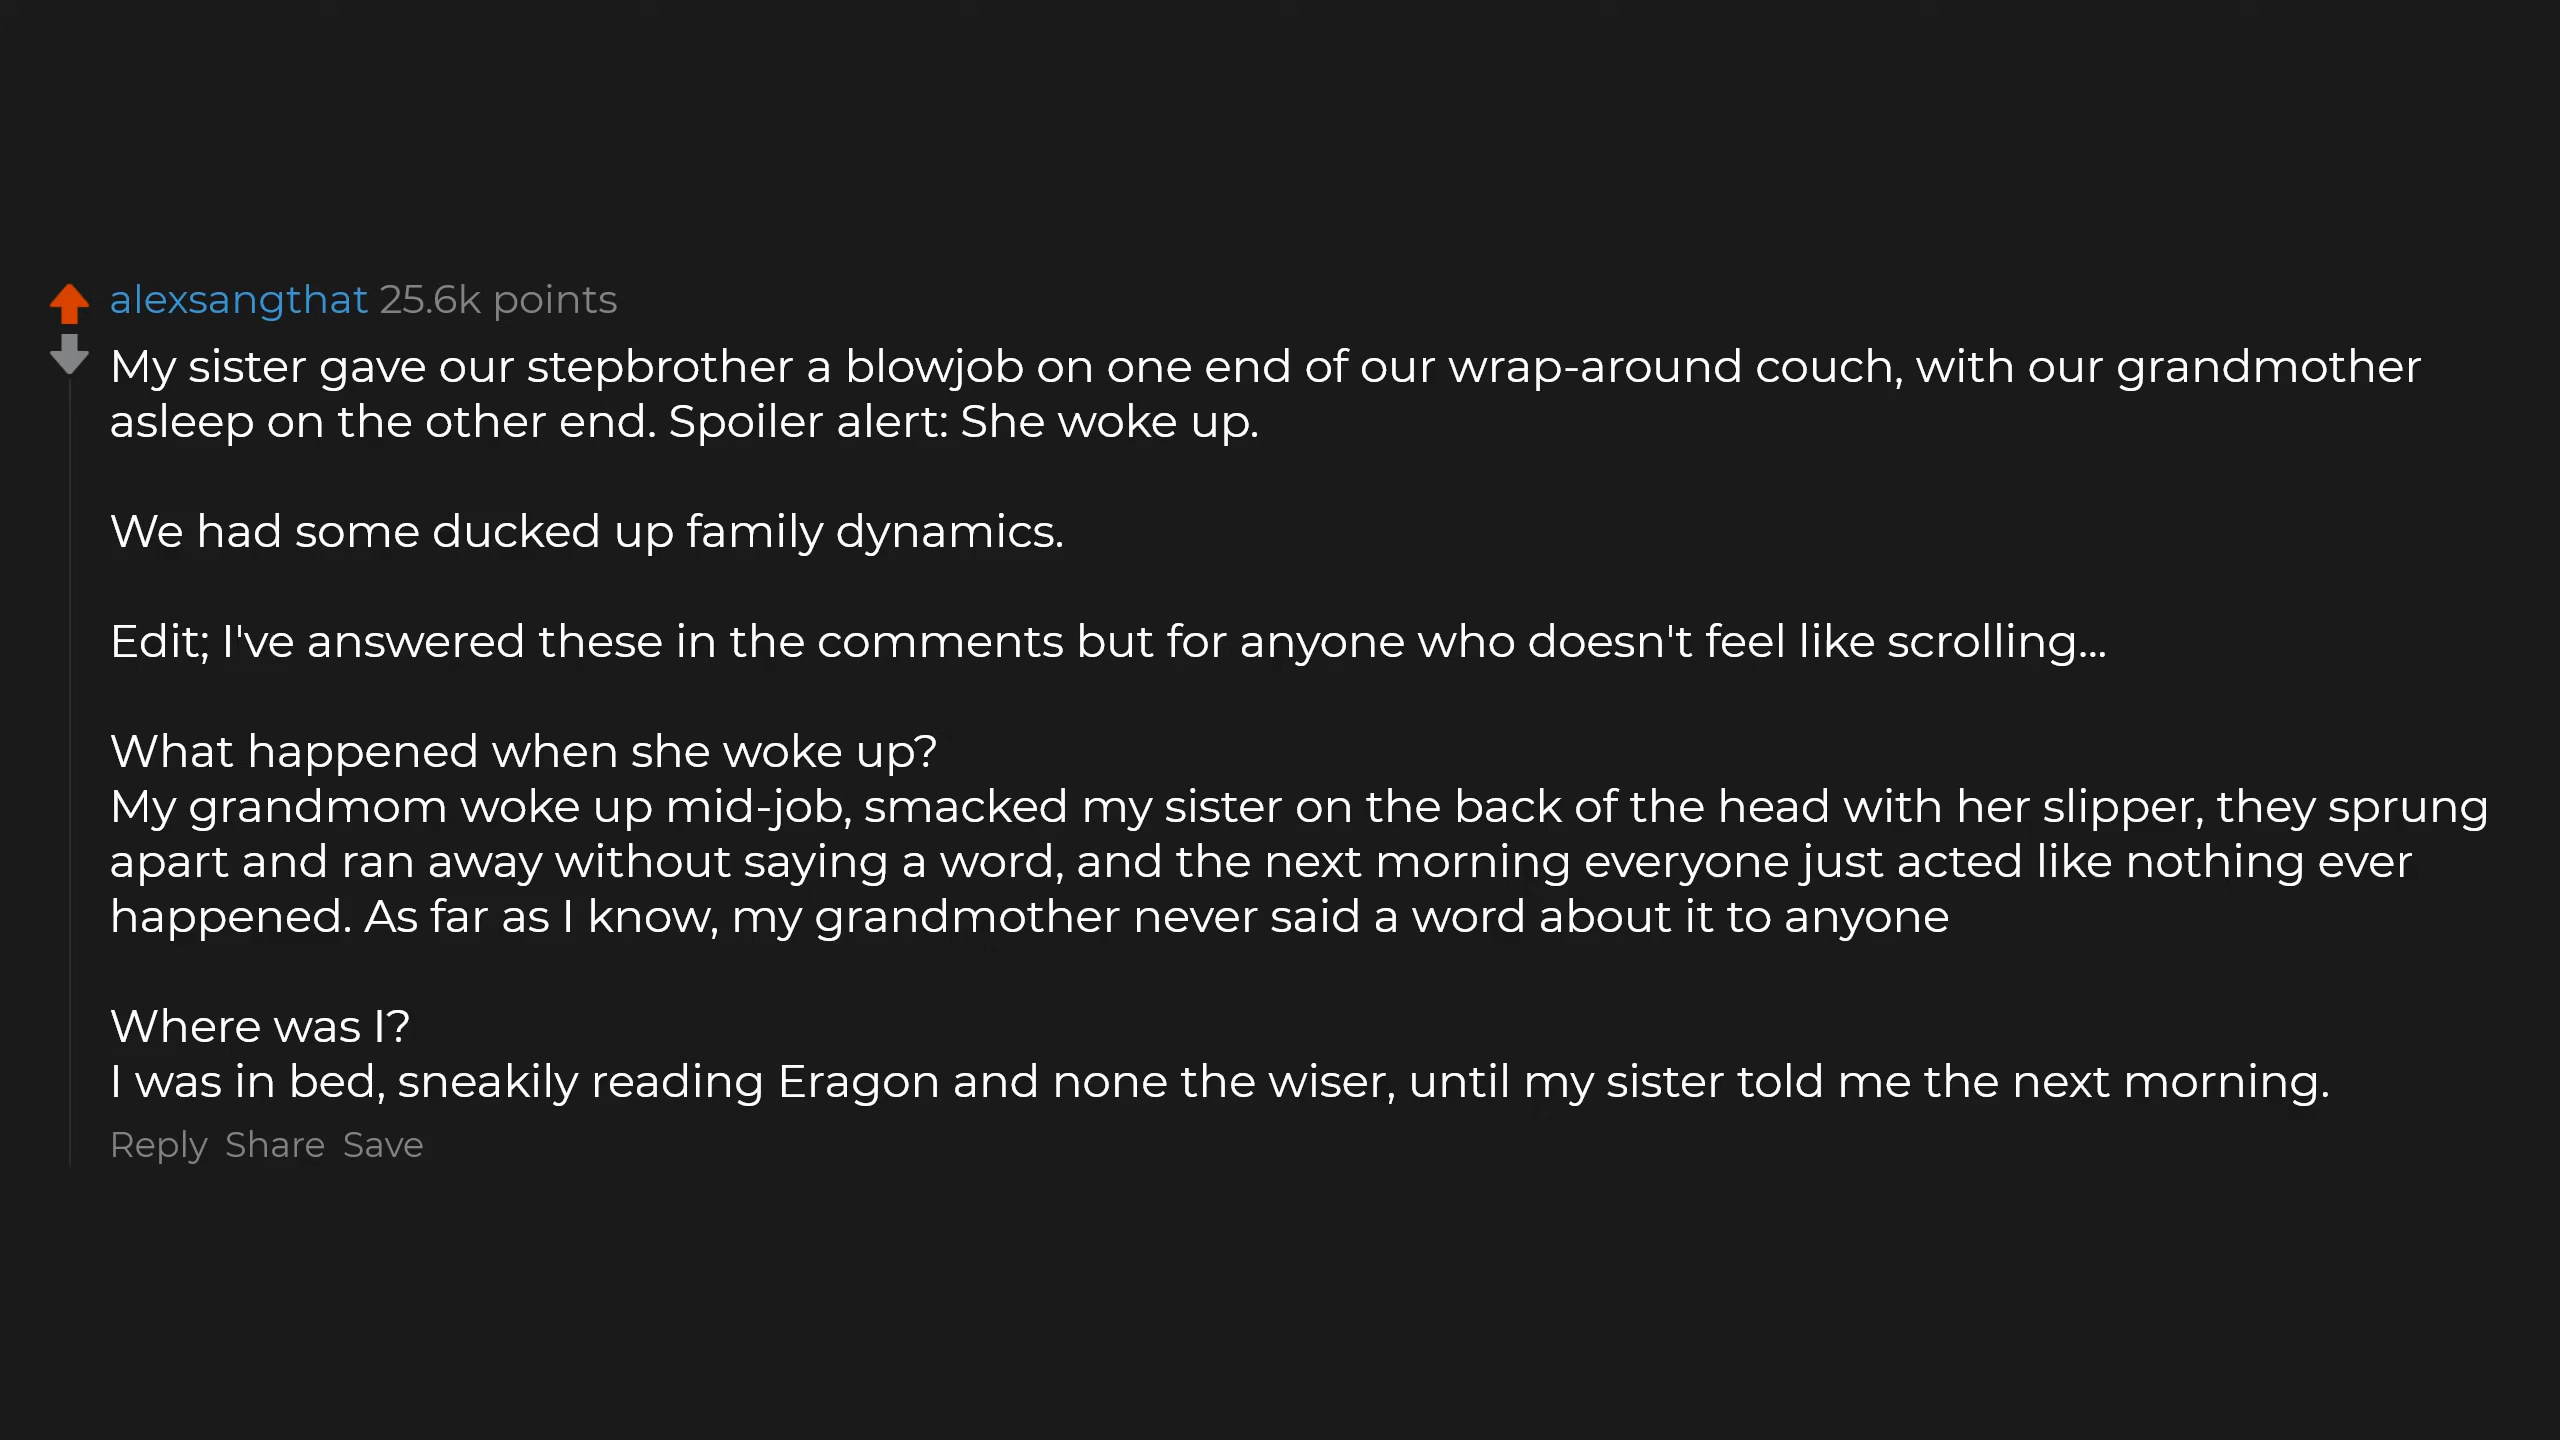 alexsangthat 25.6k points
My sister gave our stepbrother a blowjob on one end of our wrap-around couch, with our grandmother
asleep on the other end. Spoiler alert: She woke up.
We had some ducked up family dynamics.
Edit; I've answered these in the comments but for anyone who doesn't feel like scrolling...
What happened when she woke up?
My grandmom woke up mid-job, smacked my sister on the back of the head with her slipper, they sprung
apart and ran away without saying a word, and the next morning everyone just acted like nothing ever
happened. As far as I know, my grandmother never said a word about it to anyone
Where was I?
I was in bed, sneakily reading Eragon and none the wiser, until my sister told me the next morning.
Reply Share Save